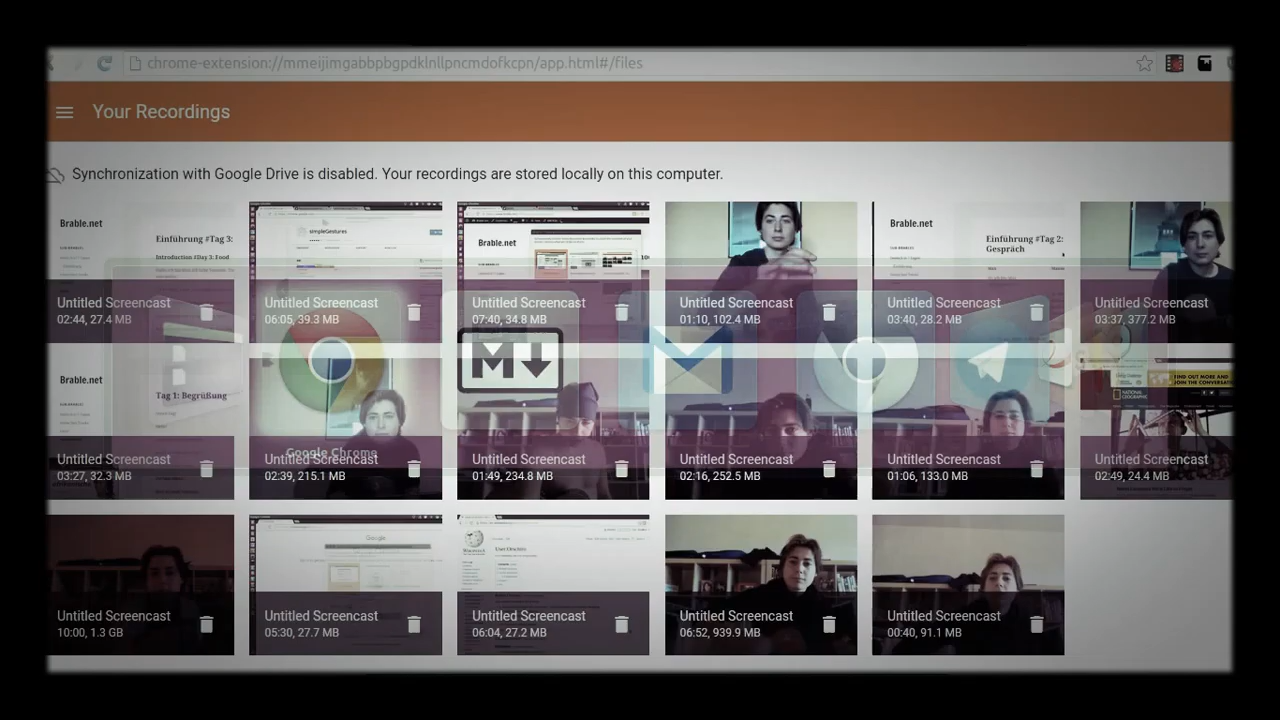 chrome-extension://mmeijimgabbpbgpdklnllpncmdofkcpn/app.html#/files
Your Recordings
Synchronization with Google Drive is disabled. Your recordings are stored locally on this computer.
Brable.net
Einführung #Tag 3:
Introduction #Day 3: Food
simpleGestures
Brable.net
Brable.net
Einführung #Tag 2:
Gespräch
Untitled Screencast
02:44, 27.4 MB
Untitled Screencast
06:05, 39.3 MB
Untitled Screencast
07:40, 34.8 MB
Untitled Screencast
01:10, 102.4 MB
Untitled Screencast
03:40, 28.2 MB
Untitled Screencast
03:37, 377.2 MB
Brable.net
Tag 1: Begrüßung
M
FIND OUT MORE AND
JOIN THE CONVERSAT
NATIONAL
GEOGRAPHIC
Google Chrome
Untitled Screencast
03:27, 32.3 MB
Untitled Screencast
02:39, 215.1 MB
Untitled Screencast
01:49, 234.8 MB
Untitled Screencast
02:16, 252.5 MB
Untitled Screencast
01:06, 133.0 MB
Untitled Screencast
02:49, 24.4 MB
Google
Untitled Screencast
10:00, 1.3 GB
Untitled Screencast
05:30, 27.7 MB
Untitled Screencast
06:04, 27.2 MB
Untitled Screencast
06:52, 939.9 MB
Untitled Screencast
00:40, 91.1 MB